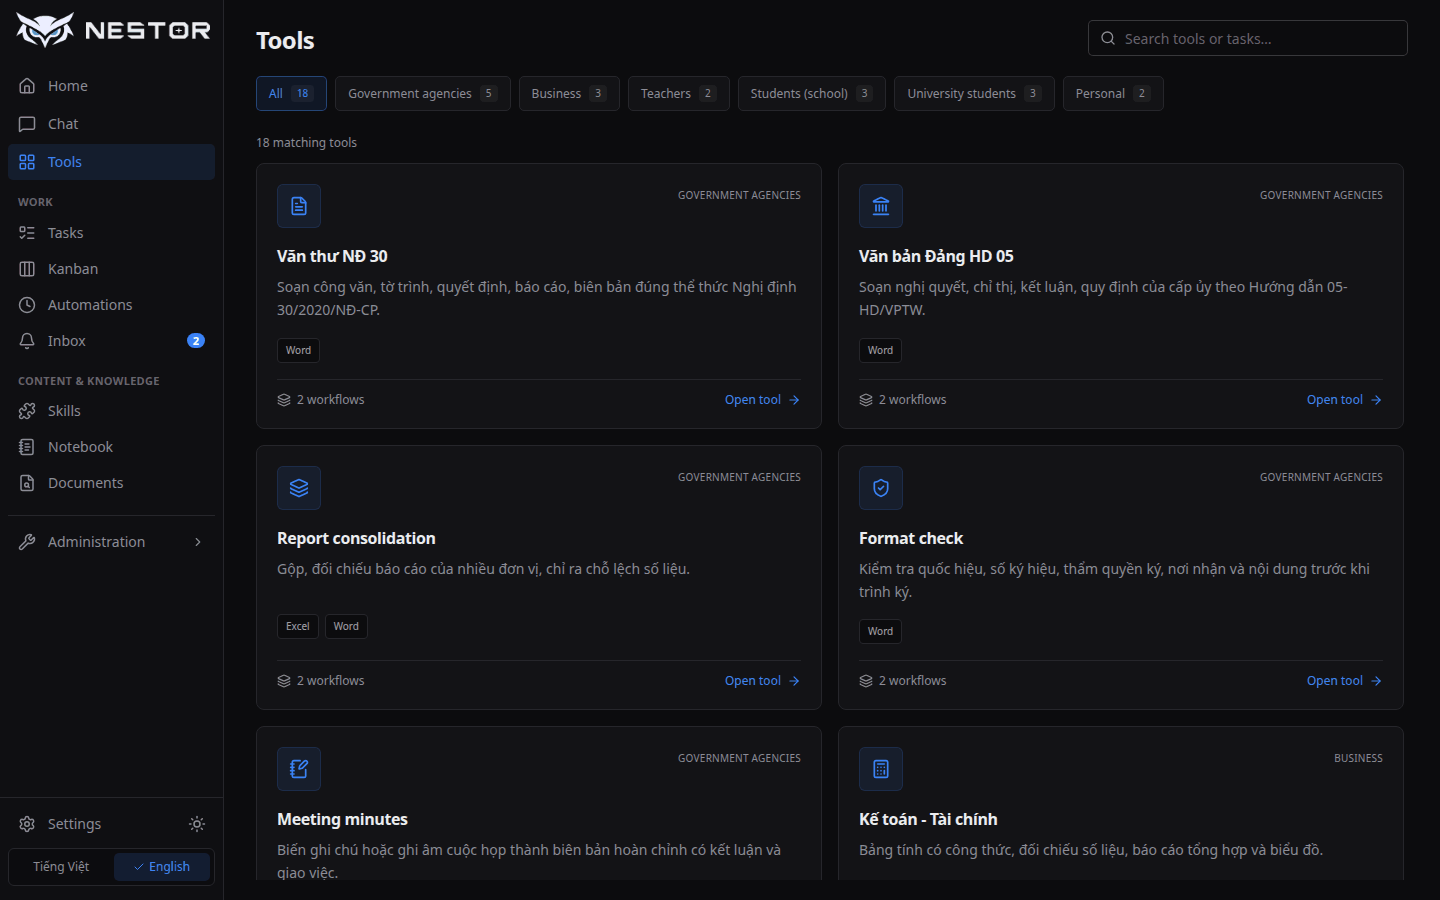 NESTOR
Home
Chat
Tools
WORK
Tasks
Kanban
Automations
Inbox 2
CONTENT & KNOWLEDGE
Skills
Notebook
Documents
Administration
Settings
Tiếng Việt English
Tools
Search tools or tasks...
All 18 Government agencies 5 Business 3 Teachers 2 Students (school) 3 University students 3 Personal 2
18 matching tools
GOVERNMENT AGENCIES
Văn thư NĐ 30
Soạn công văn, tờ trình, quyết định, báo cáo, biên bản đúng thể thức Nghị định
30/2020/NĐ-CP.
Word
2 workflows Open tool
GOVERNMENT AGENCIES
Văn bản Đảng HD 05
Soạn nghị quyết, chỉ thị, kết luận, quy định của cấp ủy theo Hướng dẫn 05-
HD/VPTW.
Word
2 workflows Open tool
GOVERNMENT AGENCIES
Report consolidation
Gộp, đối chiếu báo cáo của nhiều đơn vị, chỉ ra chỗ lệch số liệu.
Excel Word
2 workflows Open tool
GOVERNMENT AGENCIES
Format check
Kiểm tra quốc hiệu, số ký hiệu, thẩm quyền ký, nơi nhận và nội dung trước khi
trình ký.
Word
2 workflows Open tool
GOVERNMENT AGENCIES
Meeting minutes
Biến ghi chú hoặc ghi âm cuộc họp thành biên bản hoàn chỉnh có kết luận và
giao việc.
BUSINESS
Kế toán - Tài chính
Bảng tính có công thức, đối chiếu số liệu, báo cáo tổng hợp và biểu đồ.